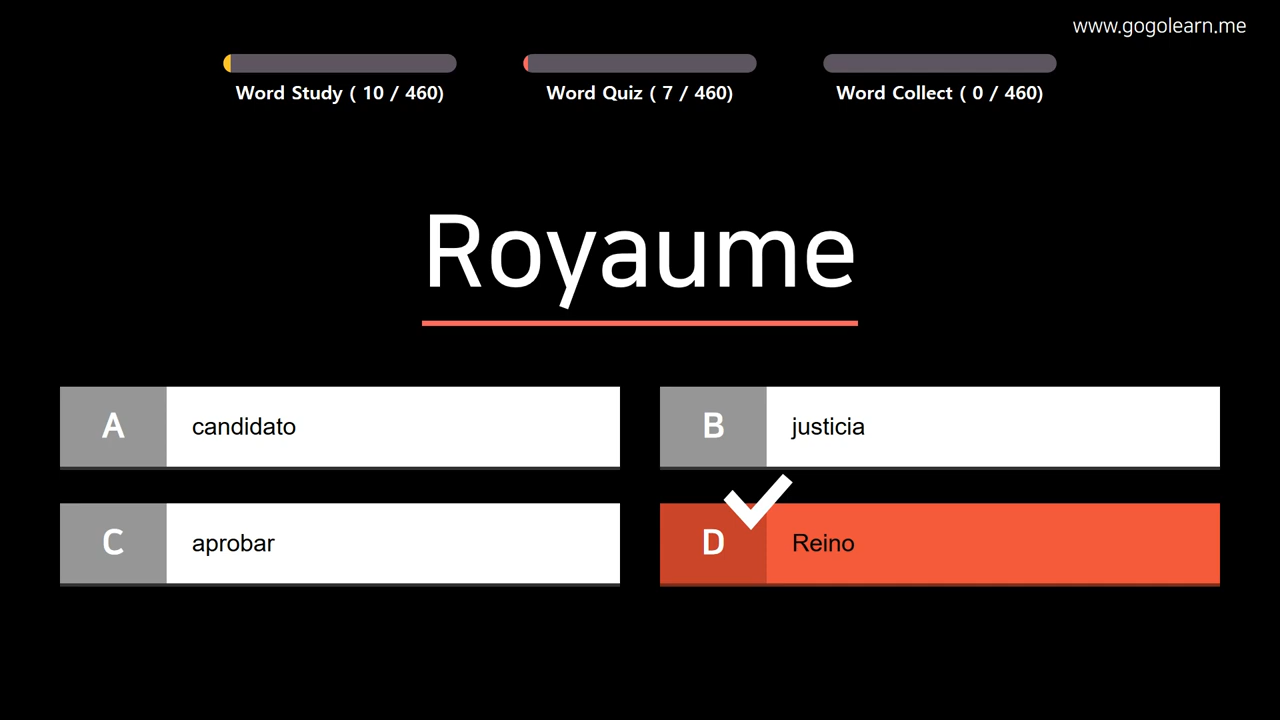 www.gogolearn.me
Word Study ( 10 / 460)
Word Quiz ( 7 / 460)
Word Collect ( 0 / 460)
Royaume
A candidato
B justicia
C aprobar
D Reino